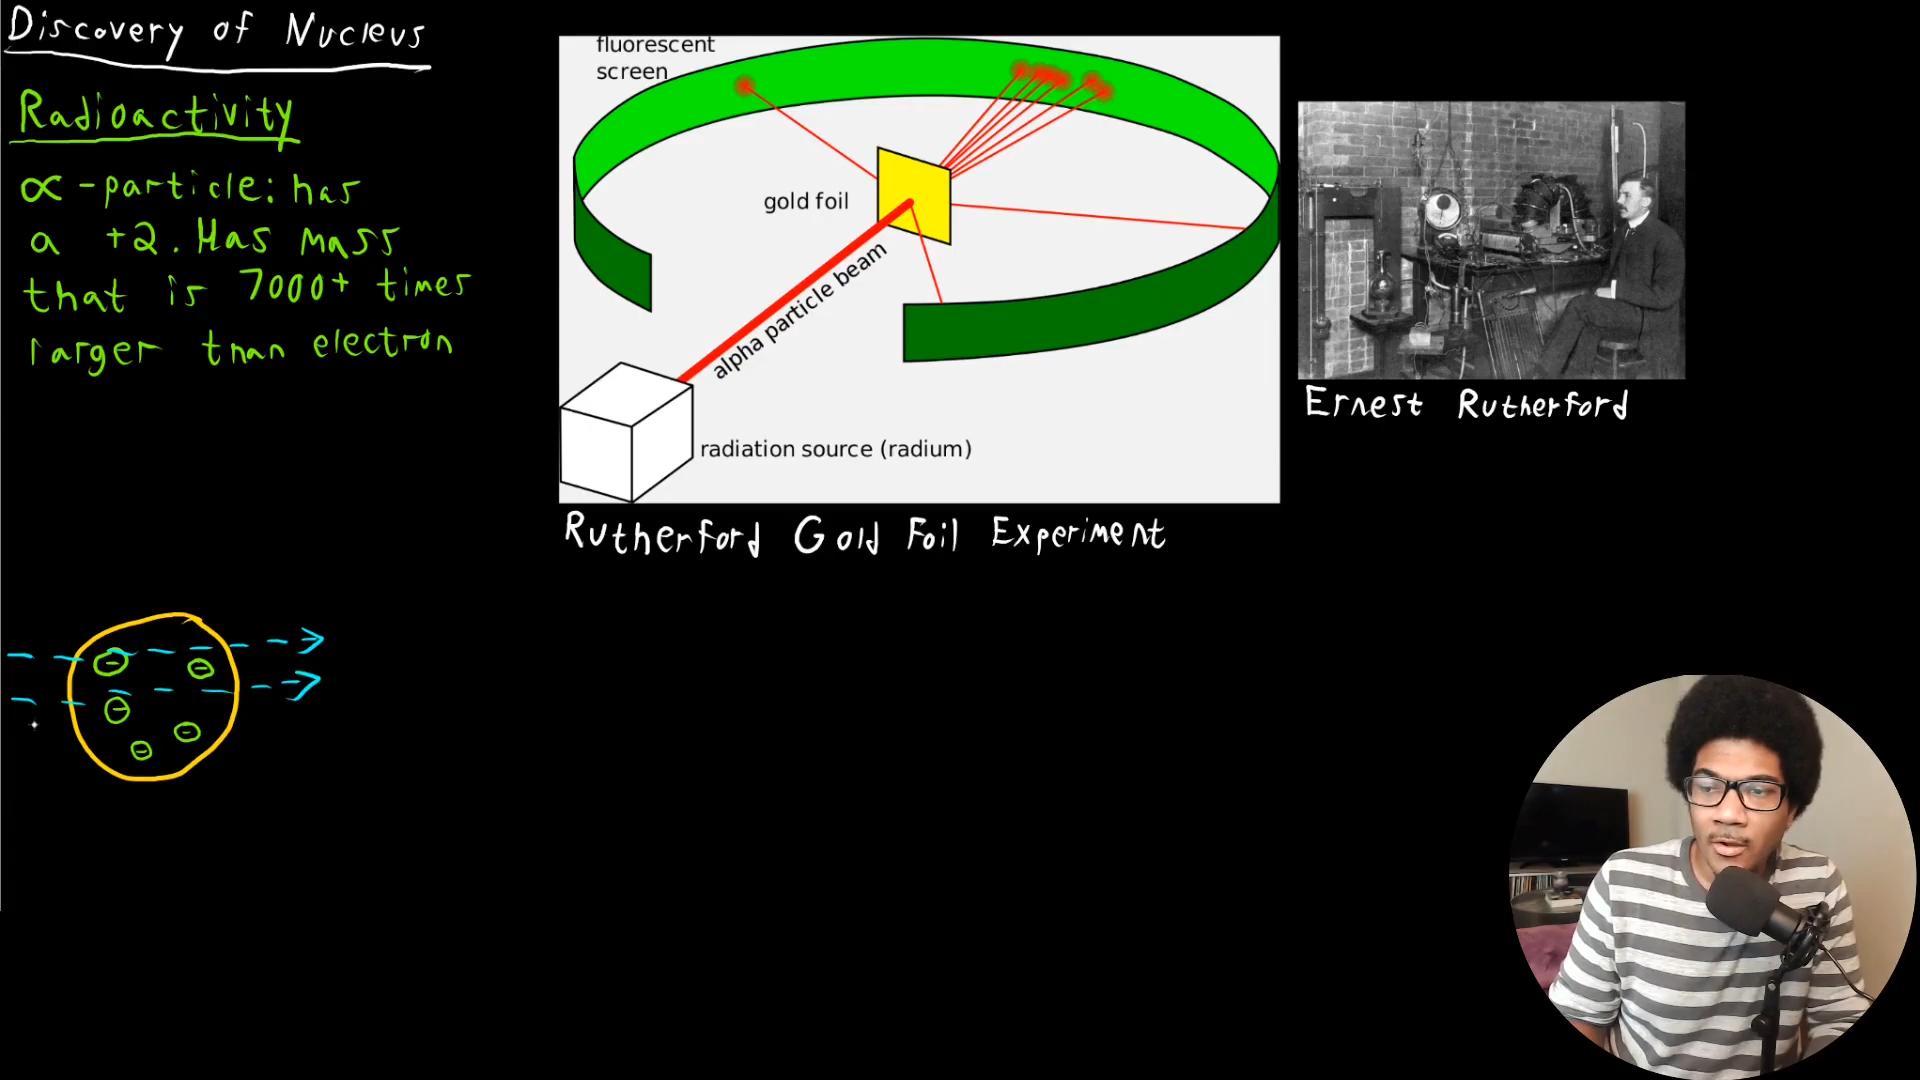 Discovery of Nucleus
Radioactivity
∝-particle: has
a +2. Has mass
that is 7000+ times
larger than electron
fluorescent
screen
gold foil
alpha particle beam
radiation source (radium)
Rutherford Gold Foil Experiment
Ernest Rutherford